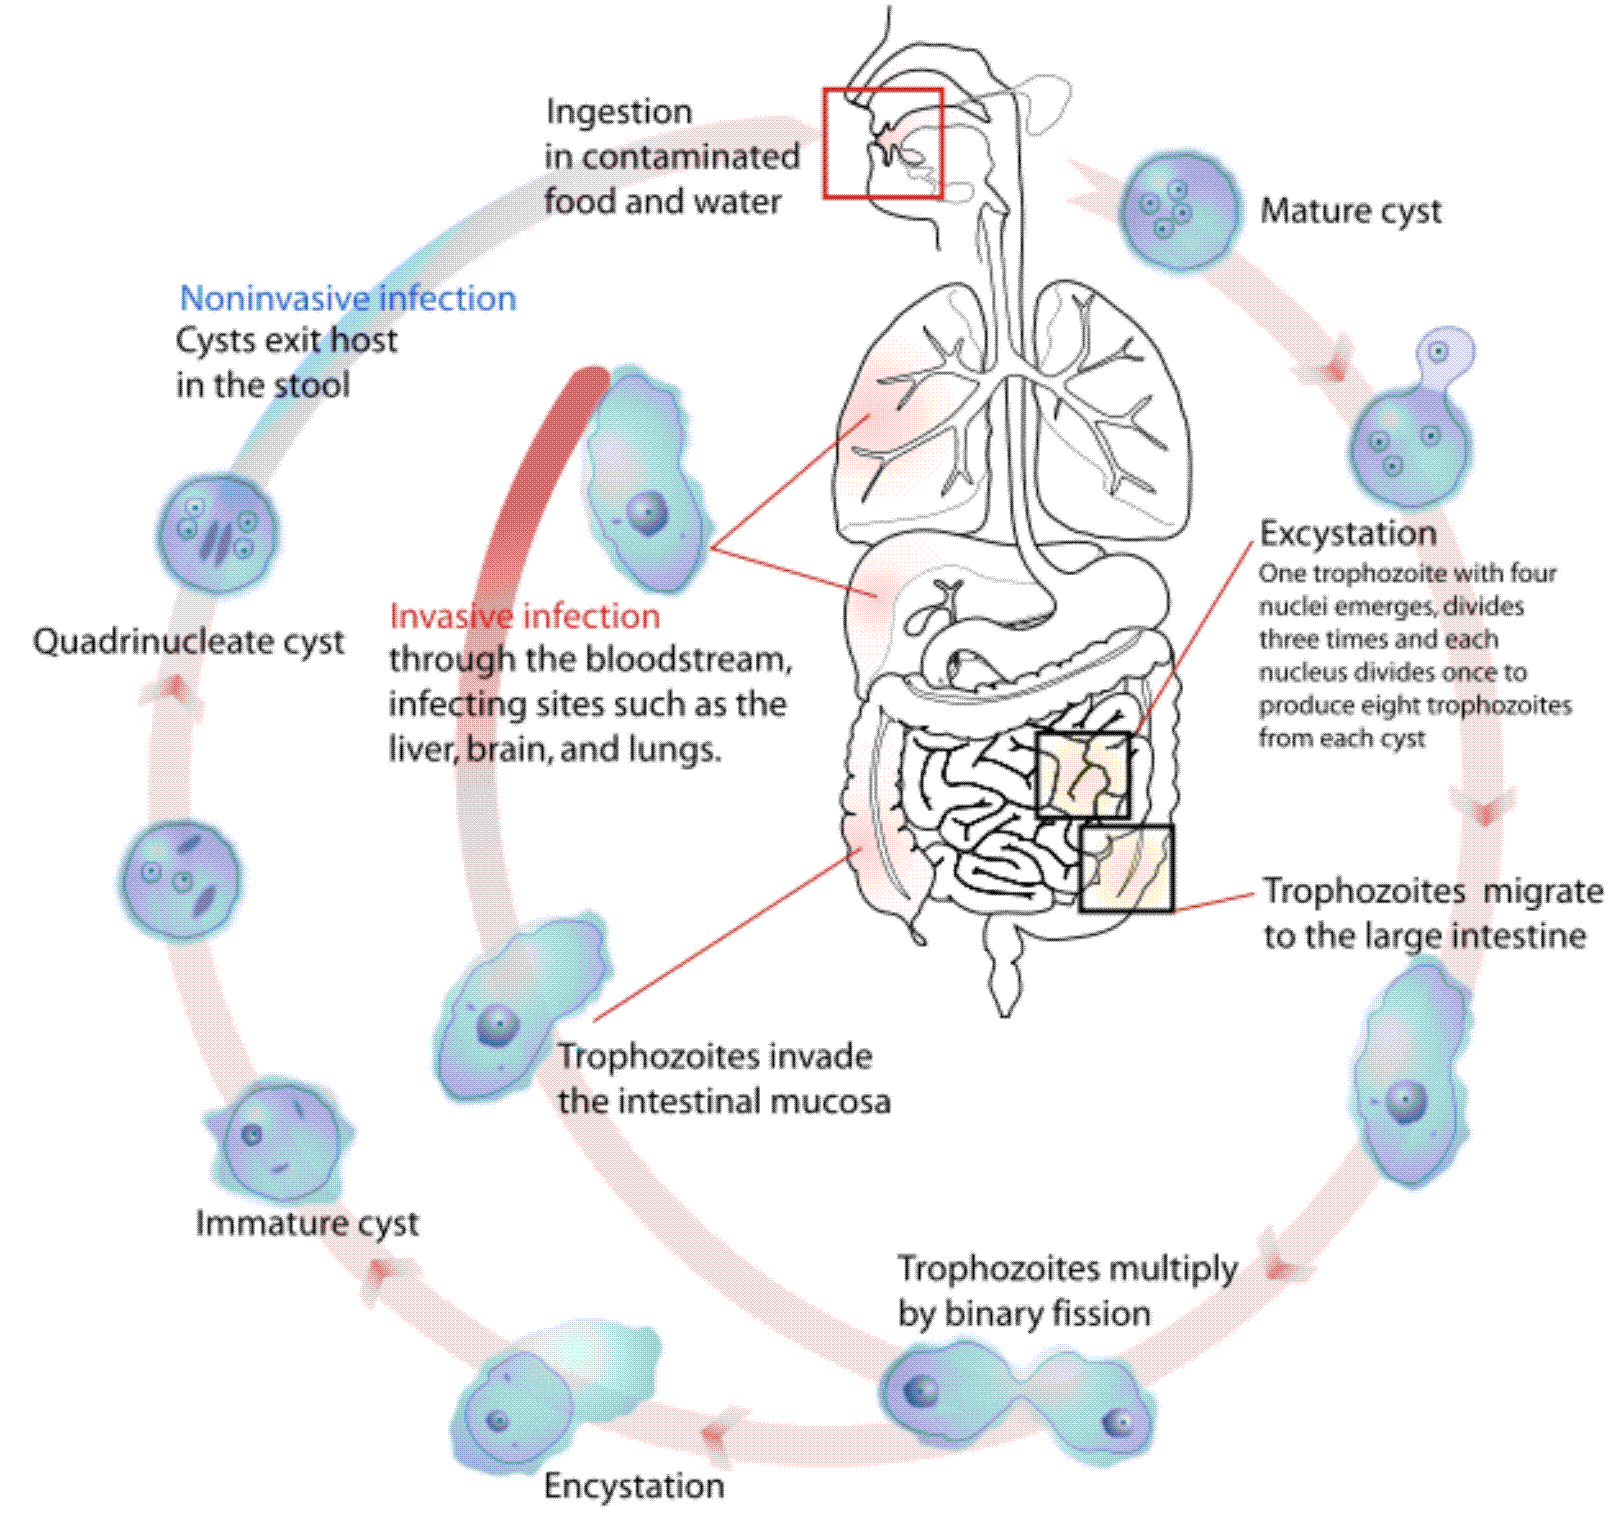 Ingestion
in contaminated
food and water
Mature cyst
Noninvasive infection
Cysts exit host
in the stool
Excystation
One trophozoite with four
nuclei emerges, divides
three times and each
nucleus divides once to
produce eight trophozoites
from each cyst
Invasive infection
through the bloodstream,
infecting sites such as the
liver, brain, and lungs.
Quadrinucleate cyst
Trophozoites migrate
to the large intestine
Trophozoites invade
the intestinal mucosa
Immature cyst
Trophozoites multiply
by binary fission
Encystation